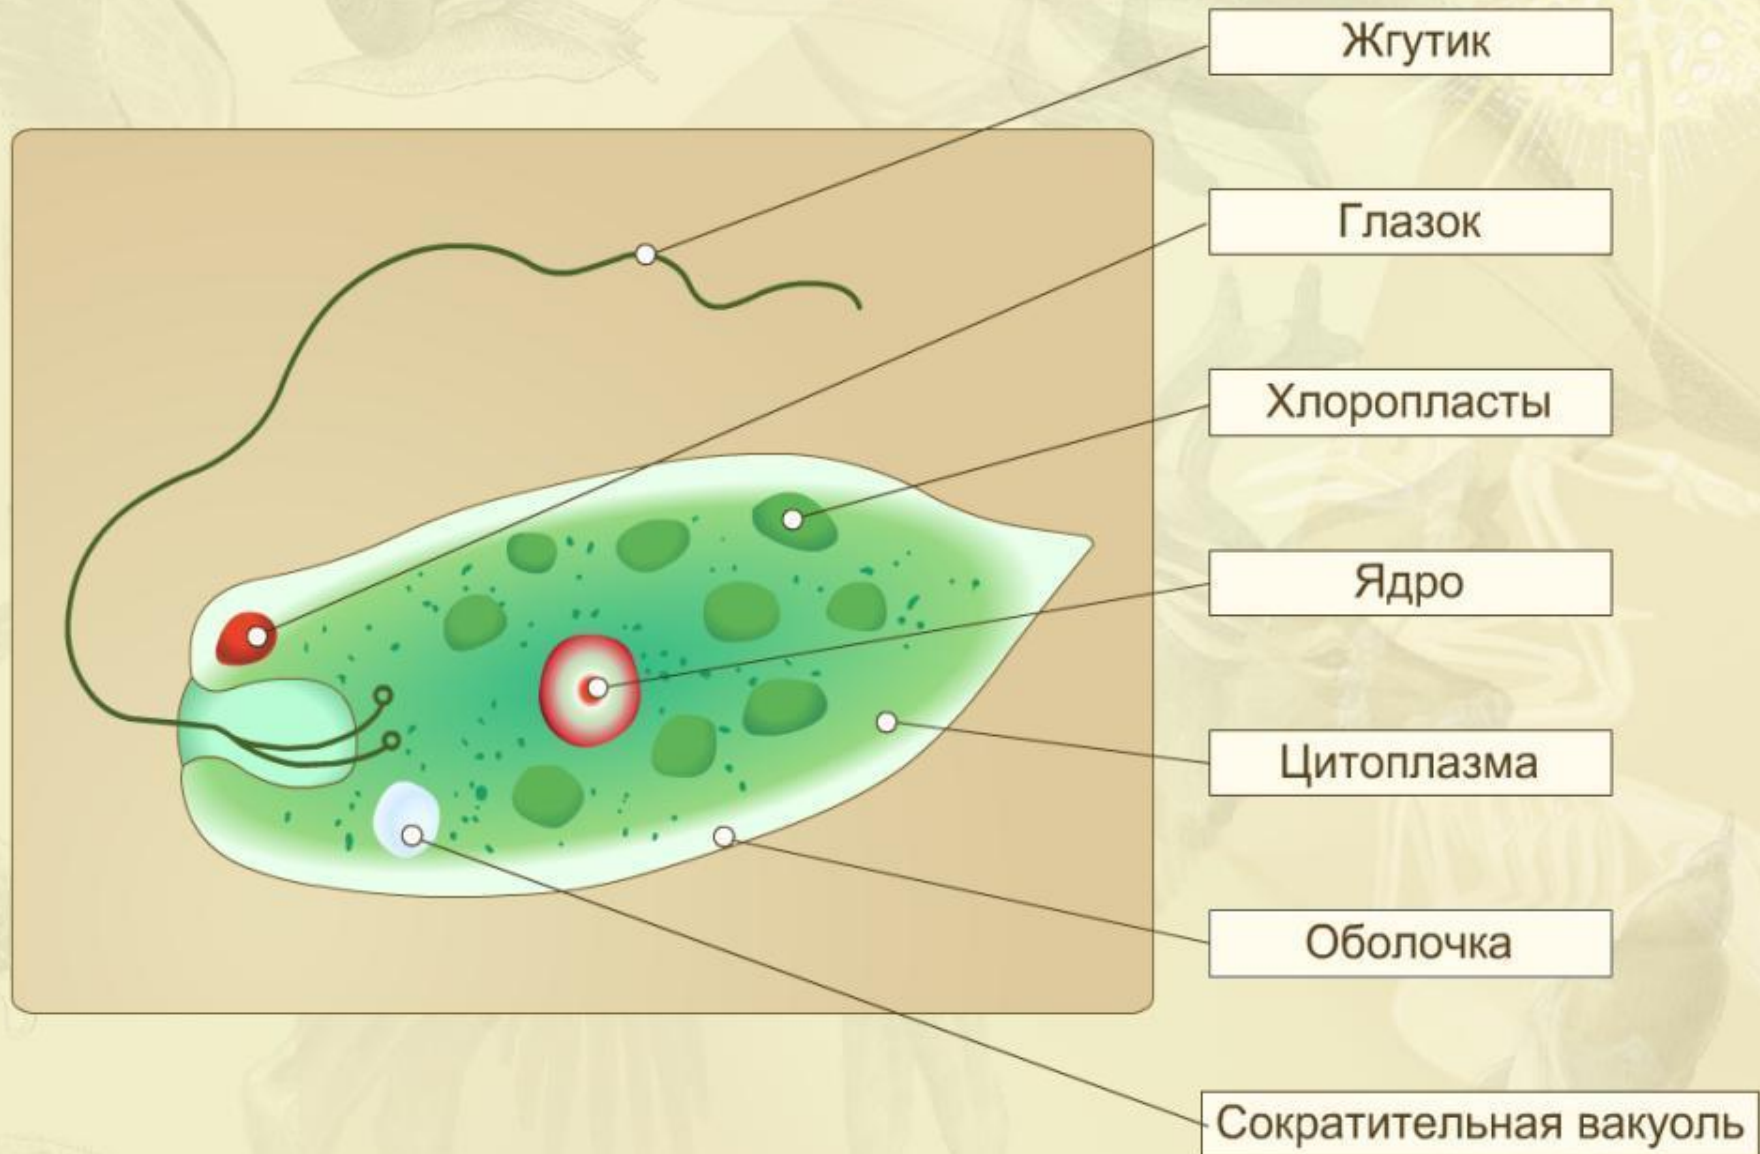 Жгутик
Глазок
Хлоропласты
Ядро
Цитоплазма
Оболочка
Сократительная вакуоль